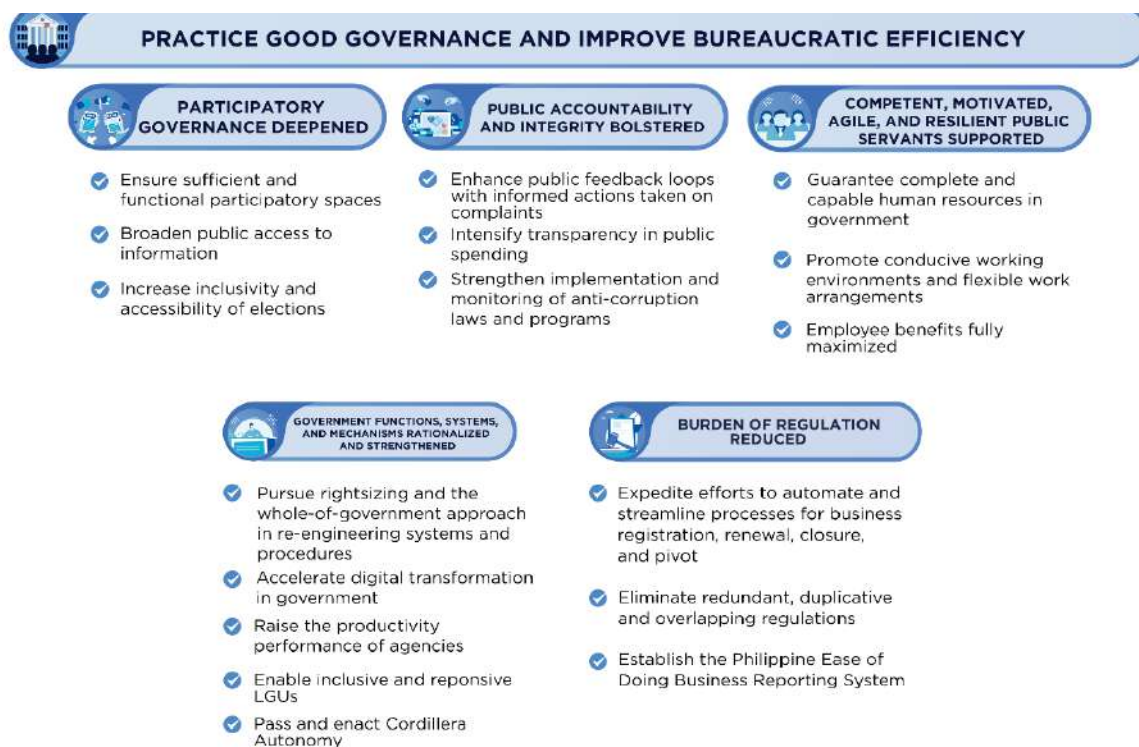 PRACTICE GOOD GOVERNANCE AND IMPROVE BUREAUCRATIC EFFICIENCY
PARTICIPATORY
GOVERNANCE DEEPENED
Ensure sufficient and
functional participatory spaces
Broaden public access to
information
Increase inclusivity and
accessibility of elections
PUBLIC ACCOUNTABILITY
AND INTEGRITY BOLSTERED
Enhance public feedback loops
with informed actions taken on
complaints
Intensify transparency in public
spending
Strengthen implementation and
monitoring of anti-corruption
laws and programs
COMPETENT, MOTIVATED,
AGILE, AND RESILIENT PUBLIC
SERVANTS SUPPORTED
Guarantee complete and
capable human resources in
government
Promote conducive working
environments and flexible work
arrangements
Employee benefits fully
maximized
GOVERNMENT FUNCTIONS, SYSTEMS,
AND MECHANISMS RATIONALIZED
AND STRENGTHENED
Pursue rightsizing and the
whole-of-government approach
in re-engineering systems and
procedures
Accelerate digital transformation
in government
Raise the productivity
performance of agencies
Enable inclusive and reponsive
LGUs
Pass and enact Cordillera
Autonomy
BURDEN OF REGULATION
REDUCED
Expedite efforts to automate and
streamline processes for business
registration, renewal, closure,
and pivot
Eliminate redundant, duplicative
and overlapping regulations
Establish the Philippine Ease of
Doing Business Reporting System